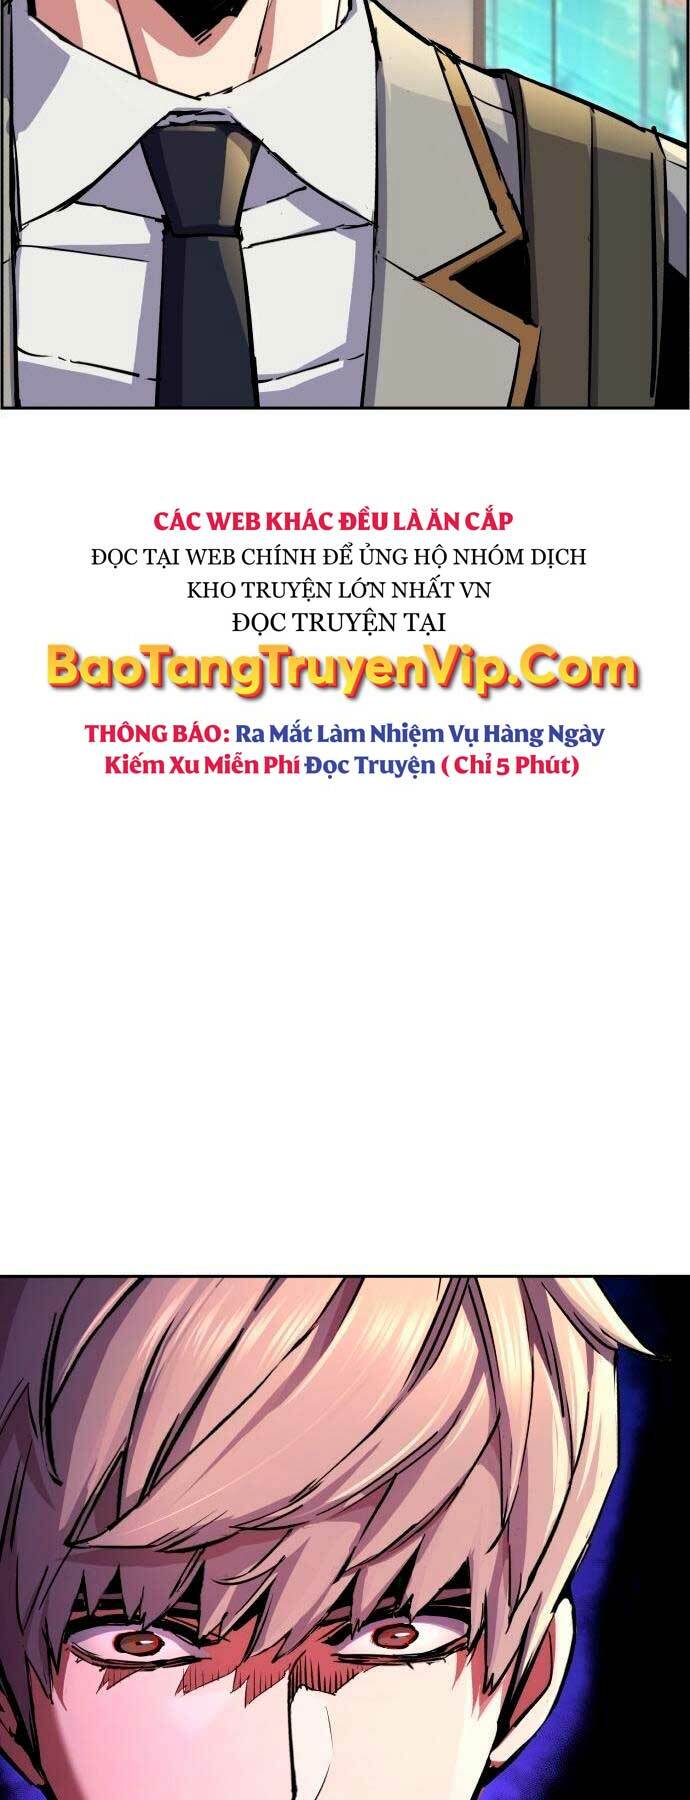 CÁC WEB KHÁC ĐỀU LÀ ĂN CẮP
ĐỌC TẠI WEB CHÍNH ĐỂ ỦNG HỘ NHÓM DỊCH
KHO TRUYỆN LỚN NHẤT VN
ĐỌC TRUYỆN TẠI
BaoTangTruyenVip.Com
THÔNG BÁO: Ra Mắt Làm Nhiệm Vụ Hàng Ngày
Kiếm Xu Miễn Phí Đọc Truyện ( Chỉ 5 Phút)